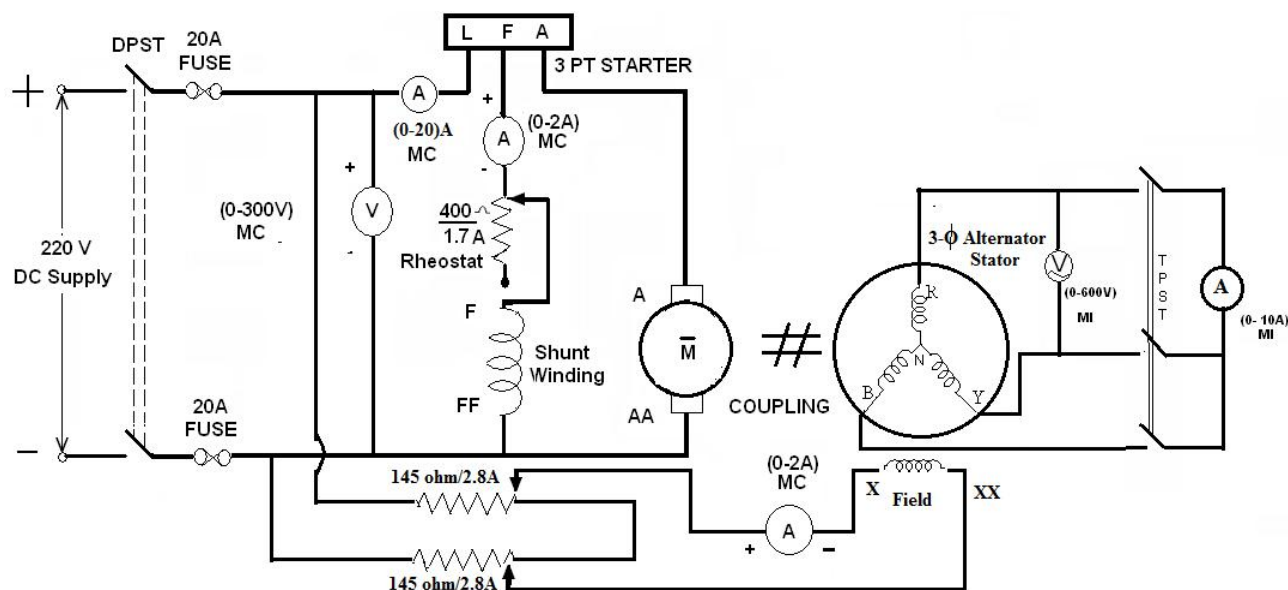 L F A
DPST
20A
FUSE
3 PT STARTER
+
A
(0-20)A
MC
+
A
-
(0-2A)
MC
+
V
-
(0-300V)
MC
220 V
DC Supply
400
1.7 A
Rheostat
F
Shunt
Winding
FF
A
M
AA
COUPLING
3-ϕ Alternator
Stator
R
N
B
Y
V
(0-600V)
MI
TPST
A
(0-10A)
MI
-
20A
FUSE
145 ohm/2.8A
145 ohm/2.8A
(0-2A)
MC
+
A
-
X
Field
XX